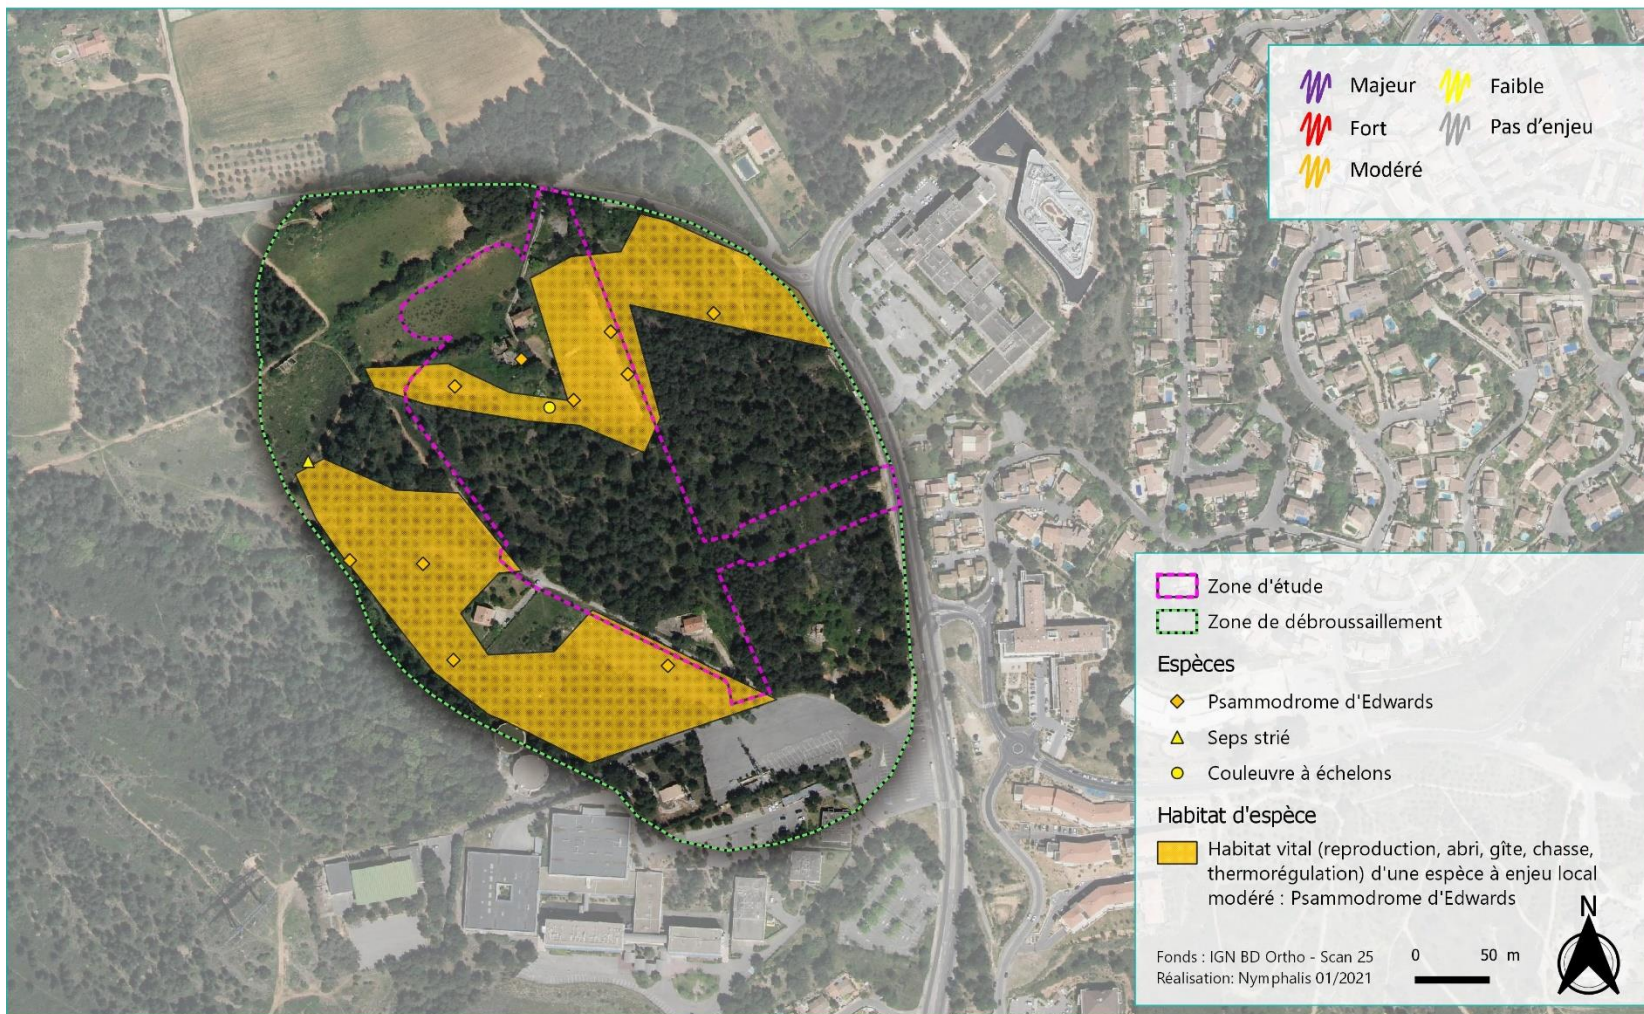 Majeur
Faible
Fort
Pas d'enjeu
Modéré
Zone d'étude
Zone de débroussaillement
Espèces
Psammodrome d'Edwards
Seps strié
Couleuvre à échelons
Habitat d'espèce
Habitat vital (reproduction, abri, gîte, chasse,
thermorégulation) d'une espèce à enjeu local
modéré : Psammodrome d'Edwards
N
Fonds : IGN BD Ortho - Scan 25
0 50 m
Réalisation: Nymphalis 01/2021